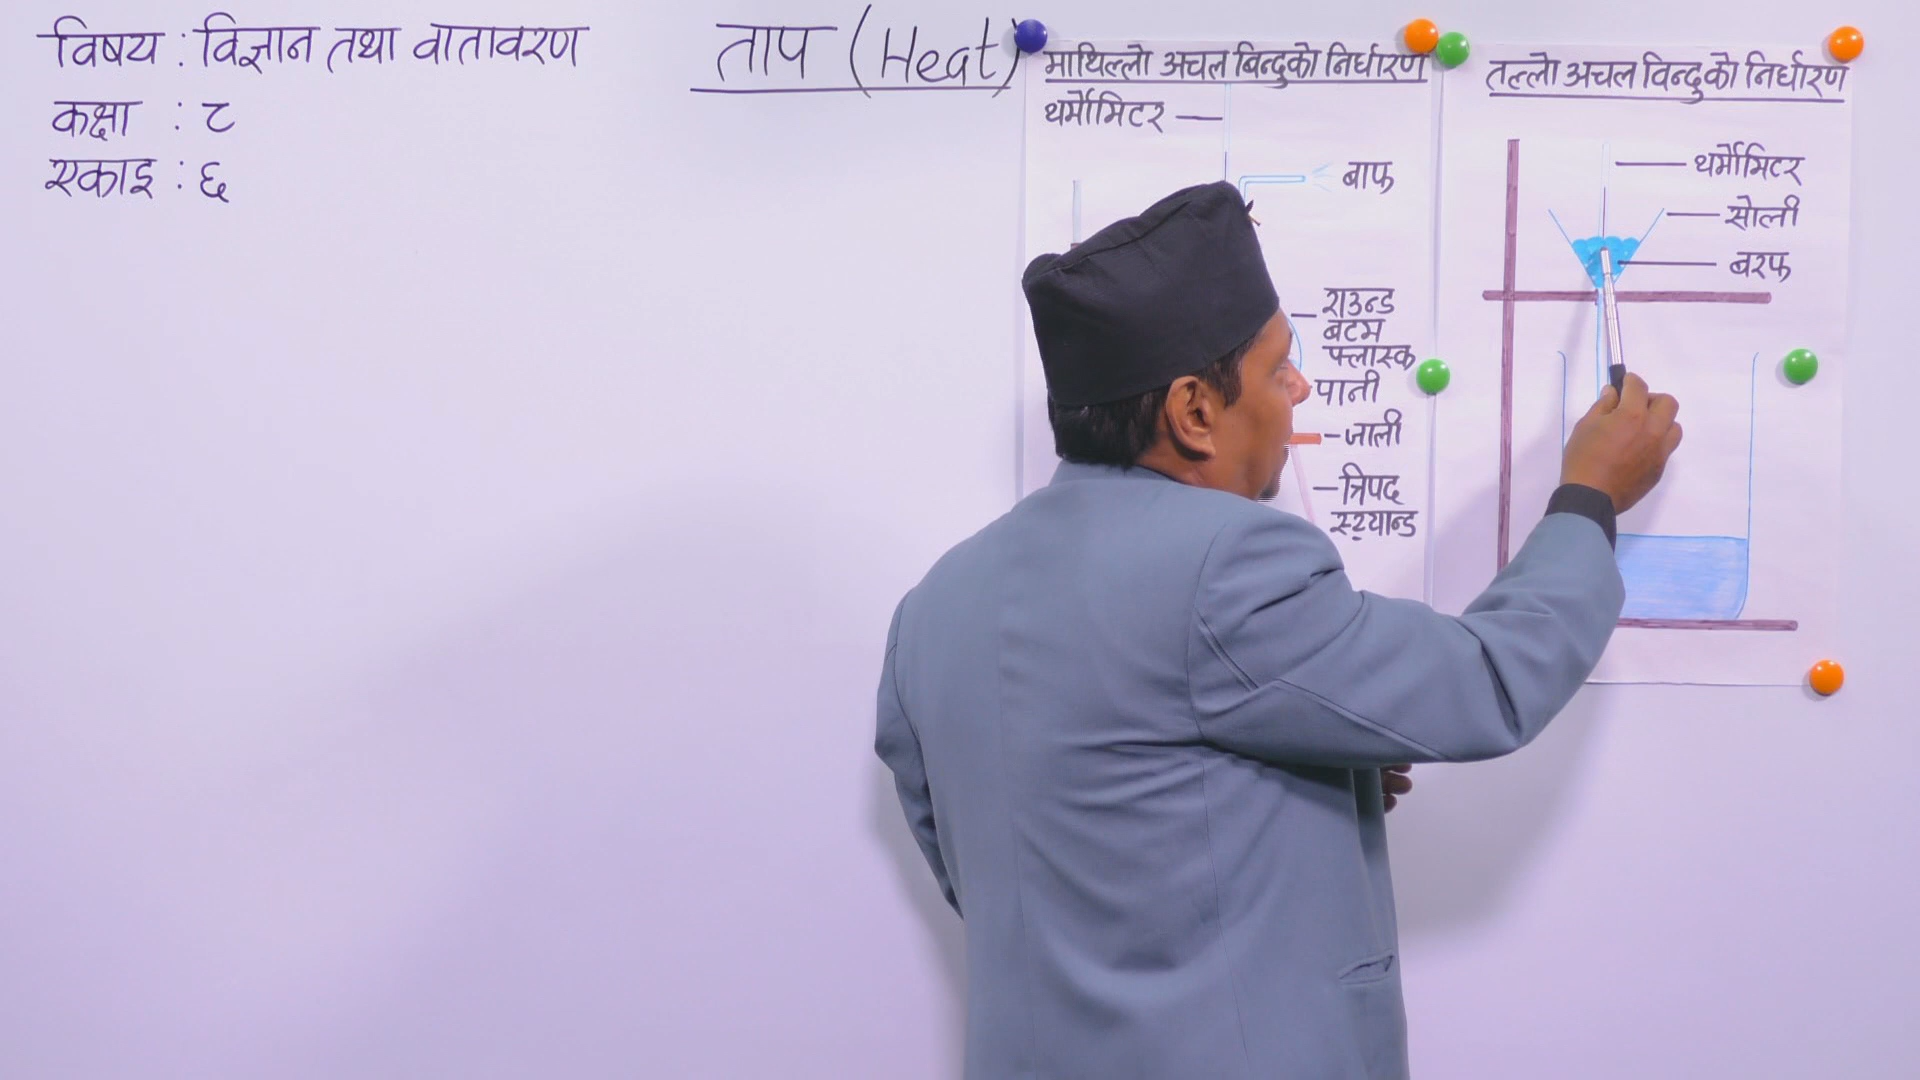 विषय : विज्ञान तथा वातावरण
कक्षा : ८
एकाइ : ६
ताप (Heat)
माथिल्लो अचल बिन्दुको निर्धारण
थर्मोमिटर
बाफ
राउन्ड
बटम
फ्लास्क
पानी
जाली
त्रिपद
स्ट्यान्ड
तल्लो अचल विन्दुको निर्धारण
थर्मोमिटर
सोली
बरफ